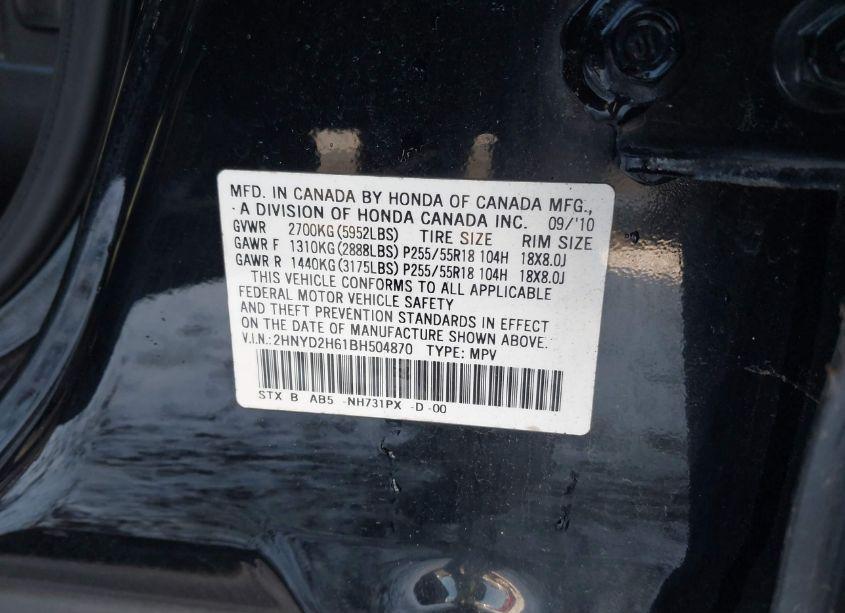 MFD. IN CANADA BY HONDA OF CANADA MFG.,
A DIVISION OF HONDA CANADA INC. 09/'10
GVWR 2700KG(5952LBS) TIRE SIZE RIM SIZE
GAWR F 1310KG(2888LBS) P255/55R18 104H 18X8.0J
GAWR R 1440KG(3175LBS) P255/55R18 104H 18X8.0J
THIS VEHICLE CONFORMS TO ALL APPLICABLE
FEDERAL MOTOR VEHICLE SAFETY
AND THEFT PREVENTION STANDARDS IN EFFECT
ON THE DATE OF MANUFACTURE SHOWN ABOVE.
V.I.N.: 2HNYD2H61BH504870 TYPE: MPV
STX B AB5 -NH731PX -D -00